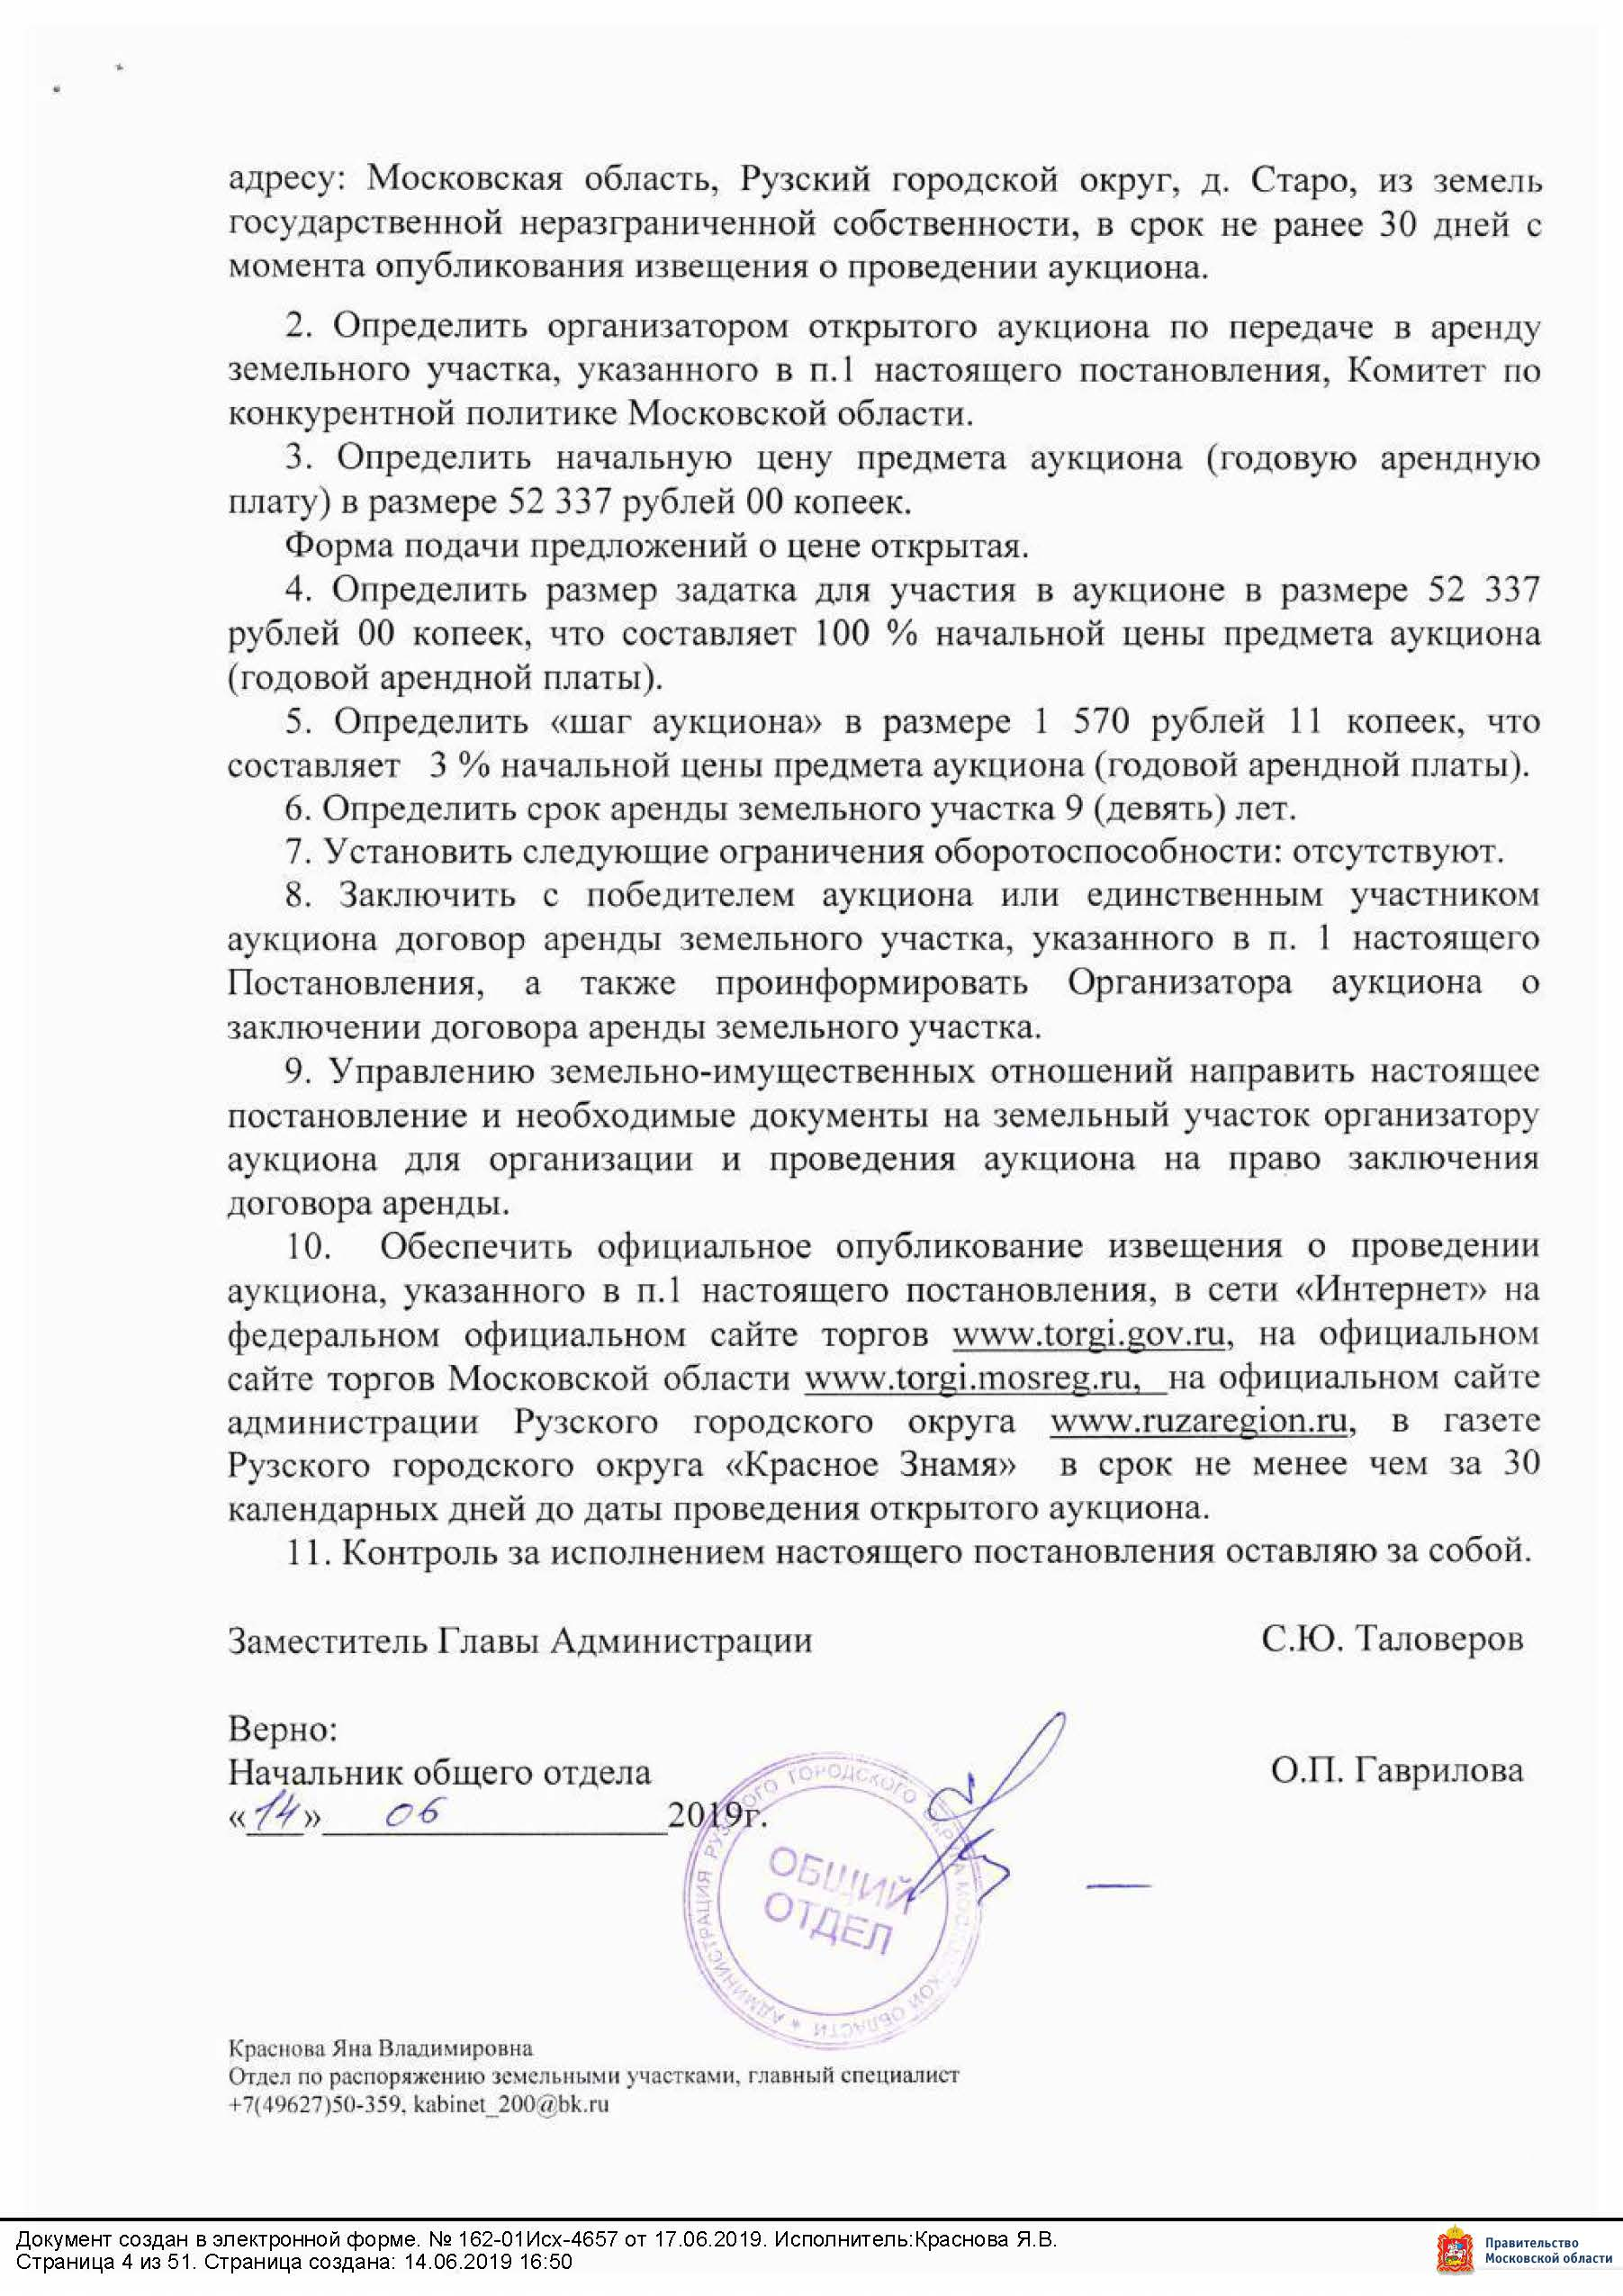 адресу: Московская область, Рузский городской округ, д. Старо, из земель
государственной неразграниченной собственности, в срок не ранее 30 дней с
момента опубликования извещения о проведении аукциона.
2. Определить организатором открытого аукциона по передаче в аренду
земельного участка, указанного в п.1 настоящего постановления, Комитет по
конкурентной политике Московской области.
3. Определить начальную цену предмета аукциона (годовую арендную
плату) в размере 52 337 рублей 00 копеек.
Форма подачи предложений о цене открытая.
4. Определить размер задатка для участия в аукционе в размере 52 337
рублей 00 копеек, что составляет 100 % начальной цены предмета аукциона
(годовой арендной платы).
5. Определить «шаг аукциона» в размере 1 570 рублей 11 копеек, что
составляет 3 % начальной цены предмета аукциона (годовой арендной платы).
6. Определить срок аренды земельного участка 9 (девять) лет.
7. Установить следующие ограничения оборотоспособности: отсутствуют.
8. Заключить с победителем аукциона или единственным участником
аукциона договор аренды земельного участка, указанного в п. 1 настоящего
Постановления, а также проинформировать Организатора аукциона о
заключении договора аренды земельного участка.
9. Управлению земельно-имущественных отношений направить настоящее
постановление и необходимые документы на земельный участок организатору
аукциона для организации и проведения аукциона на право заключения
договора аренды.
10. Обеспечить официальное опубликование извещения о проведении
аукциона, указанного в п.1 настоящего постановления, в сети «Интернет» на
федеральном официальном сайте торгов www.torgi.gov.ru, на официальном
сайте торгов Московской области www.torgi.mosreg.ru, на официальном сайте
администрации Рузского городского округа www.ruzaregion.ru, в газете
Рузского городского округа «Красное Знамя» в срок не менее чем за 30
календарных дней до даты проведения открытого аукциона.
11. Контроль за исполнением настоящего постановления оставляю за собой.
Заместитель Главы Администрации С.Ю. Таловеров
Верно:
Начальник общего отдела О.П. Гаврилова
«14» 06 2019г.
АДМИНИСТРАЦИЯ РУЗСКОГО ГОРОДСКОГО ОКРУГА МОСКОВСКОЙ ОБЛАСТИ *
ОБЩИЙ
ОТДЕЛ
Краснова Яна Владимировна
Отдел по распоряжению земельными участками, главный специалист
+7(49627)50-359, kabinet_200@bk.ru
Документ создан в электронной форме. № 162-01Исх-4657 от 17.06.2019. Исполнитель:Краснова Я.В.
Страница 4 из 51. Страница создана: 14.06.2019 16:50
Правительство
Московской области